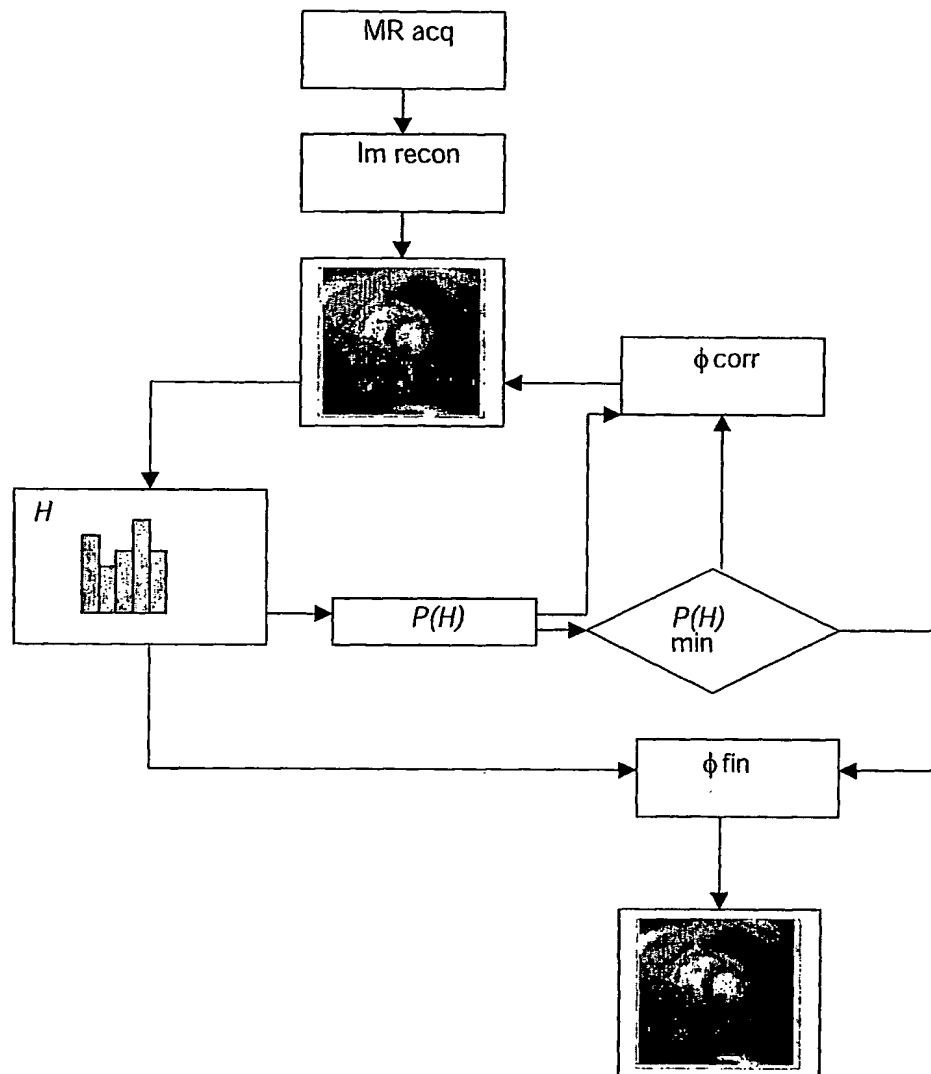 MR acq
Im recon
ϕ corr
H
P(H)
P(H)
min
ϕ fin